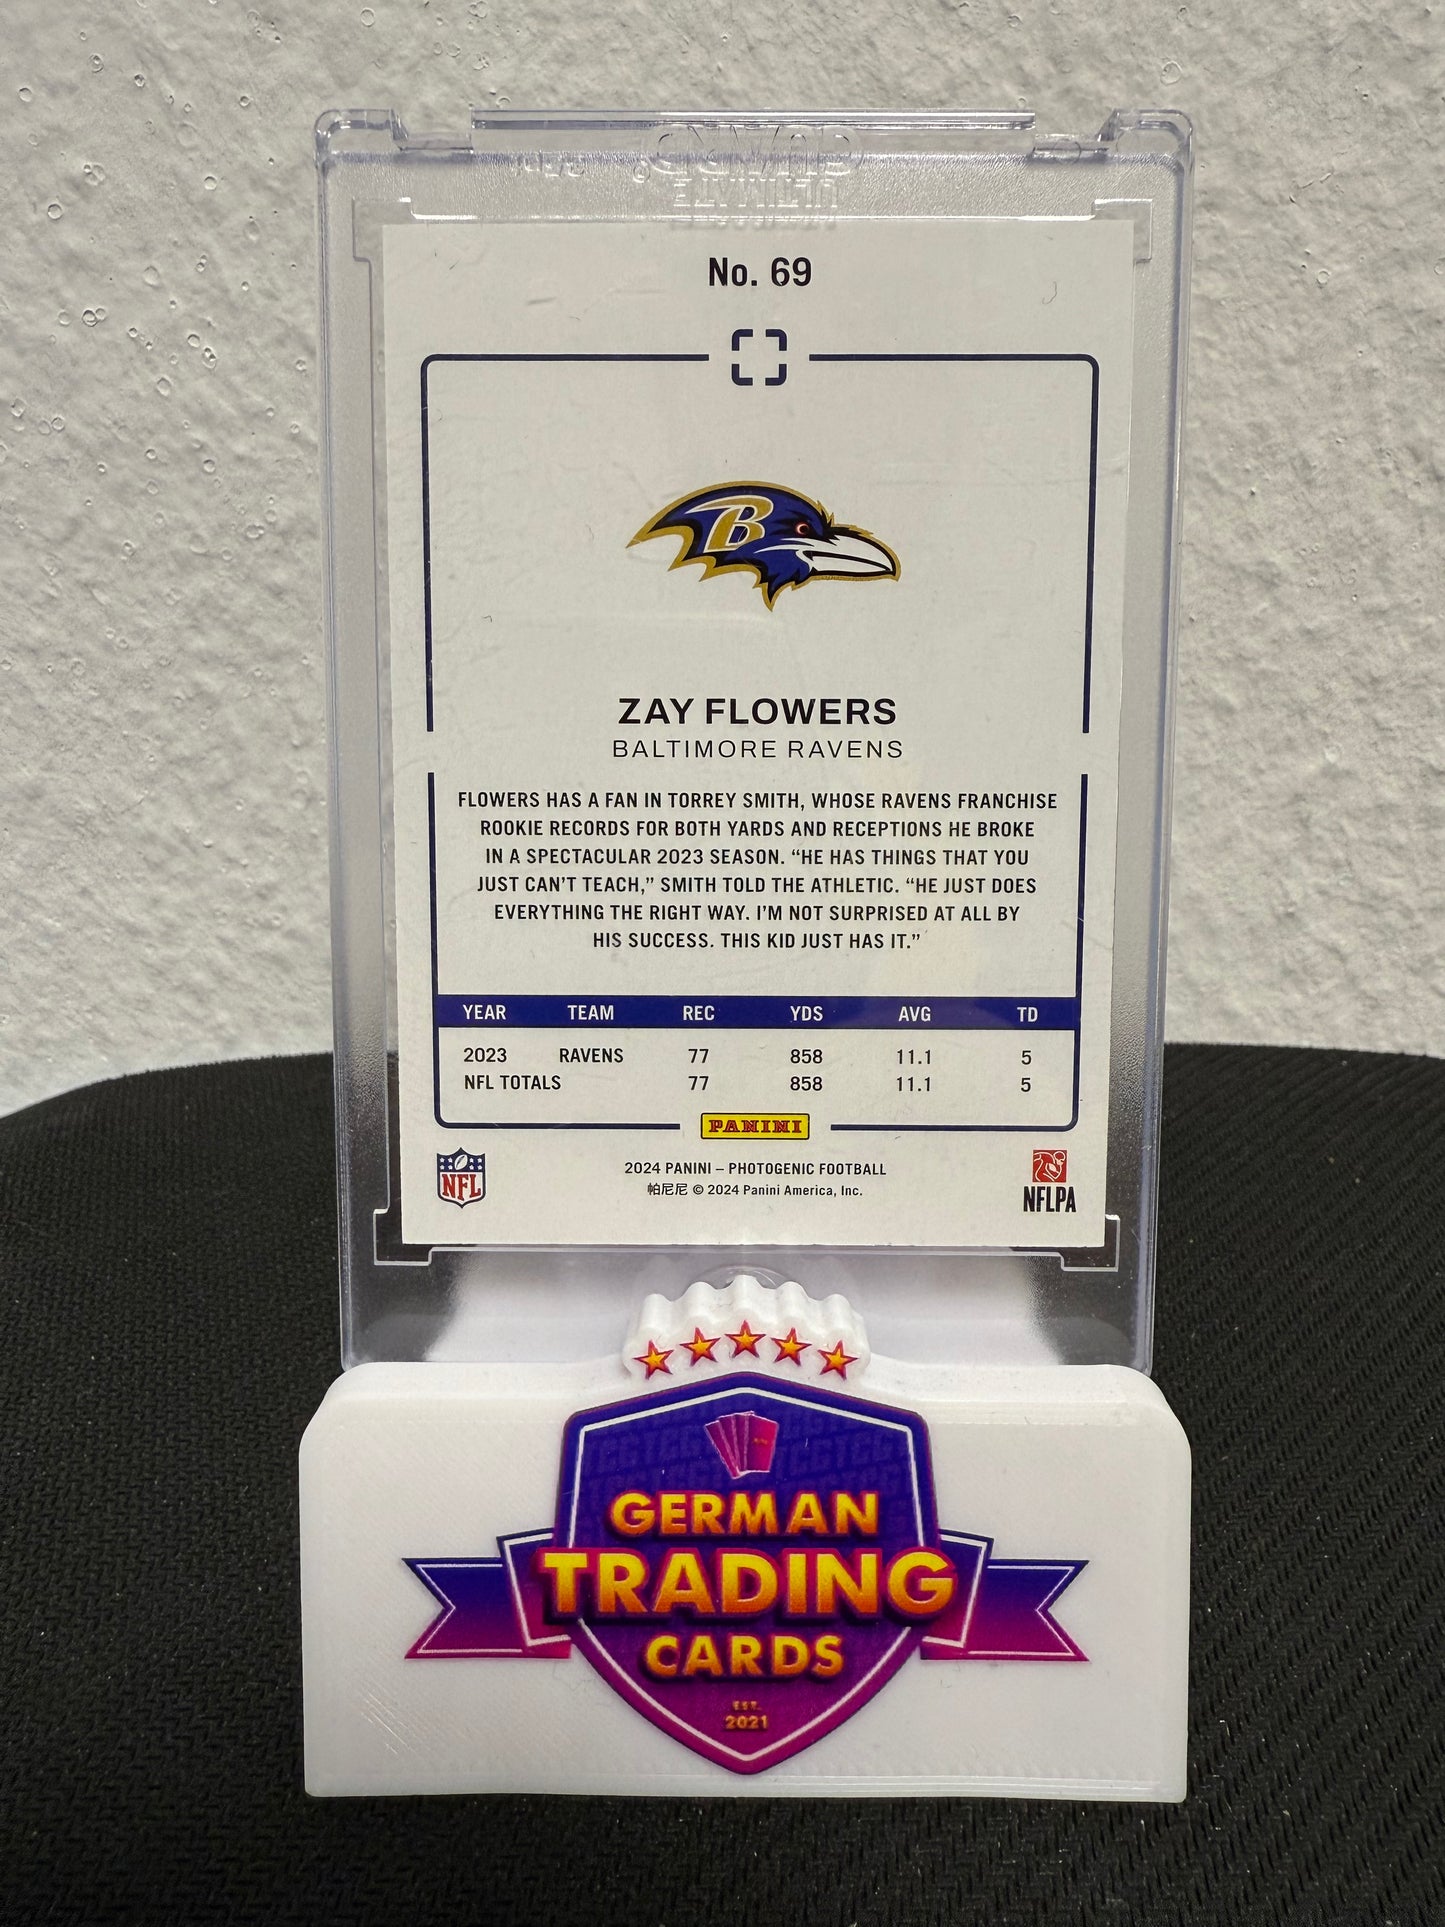 No. 69
B
ZAY FLOWERS
BALTIMORE RAVENS
FLOWERS HAS A FAN IN TORREY SMITH, WHOSE RAVENS FRANCHISE
ROOKIE RECORDS FOR BOTH YARDS AND RECEPTIONS HE BROKE
IN A SPECTACULAR 2023 SEASON. “HE HAS THINGS THAT YOU
JUST CAN’T TEACH,” SMITH TOLD THE ATHLETIC. “HE JUST DOES
EVERYTHING THE RIGHT WAY. I’M NOT SURPRISED AT ALL BY
HIS SUCCESS. THIS KID JUST HAS IT.”
YEAR TEAM REC YDS AVG TD
2023 RAVENS 77 858 11.1 5
NFL TOTALS 77 858 11.1 5
PANINI
NFL
2024 PANINI – PHOTOGENIC FOOTBALL
帕尼尼 © 2024 Panini America, Inc.
NFLPA
GERMAN
TRADING
CARDS
EST.
2021